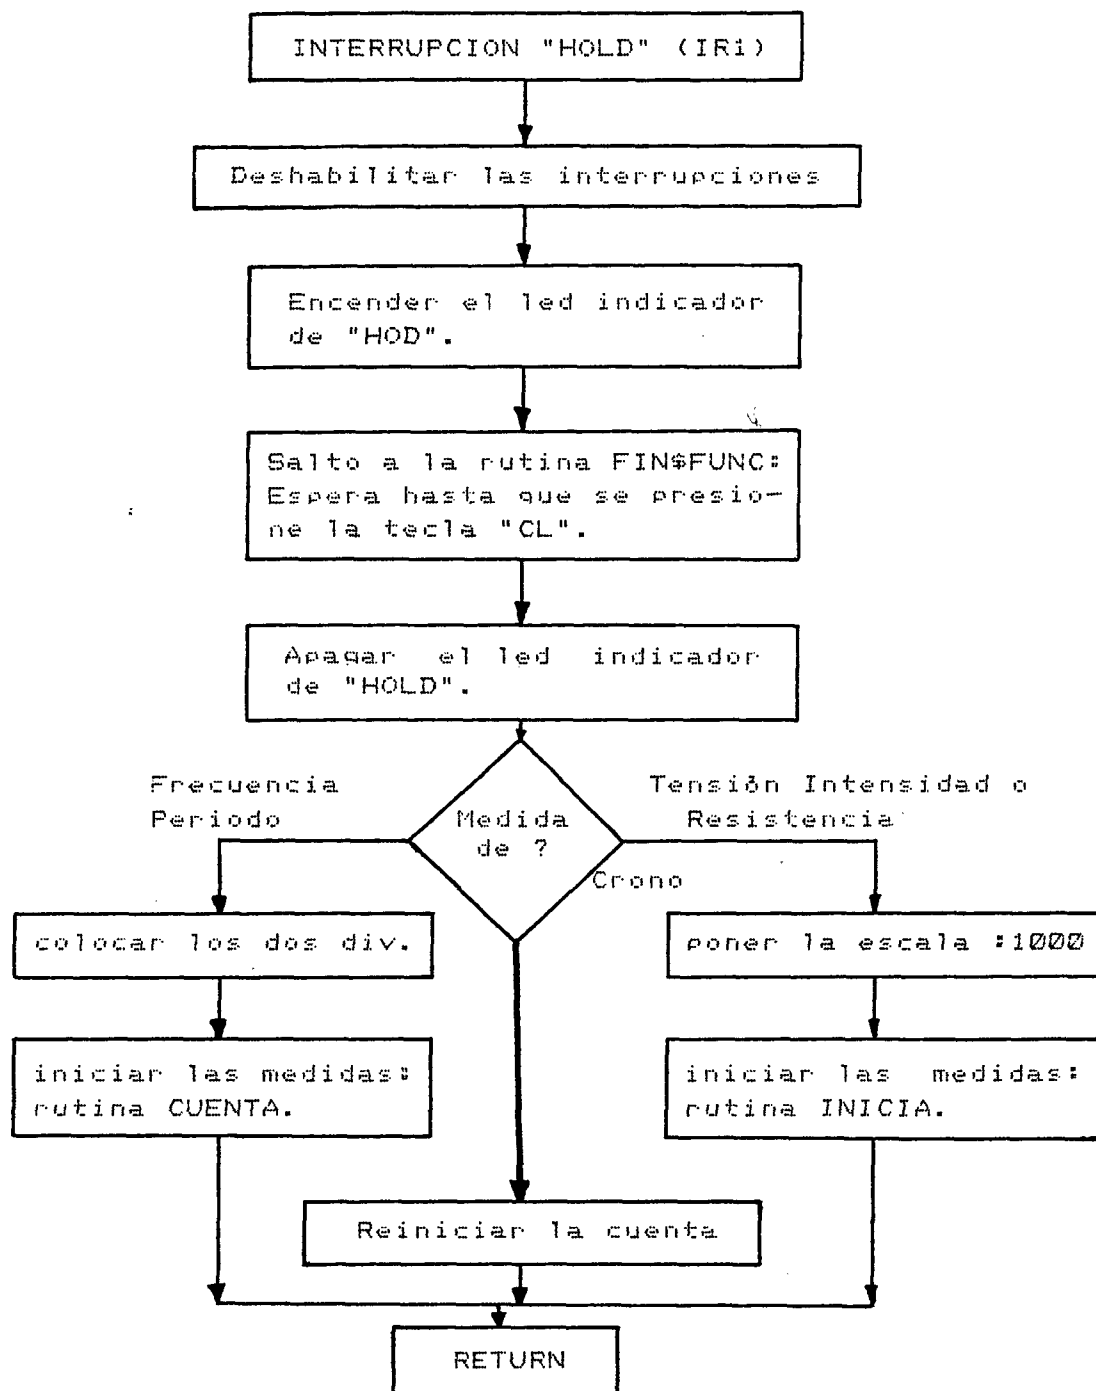 INTERRUPCION "HOLD" (IR1)
Deshabilitar las interrupciones
Encender el led indicador
de "HOD".
Salto a la rutina FIN$FUNC:
Espera hasta que se presio-
ne la tecla "CL".
Apagar el led indicador
de "HOLD".
Frecuencia
Periodo
Medida
de ?
Tensión Intensidad o
Resistencia
Crono
colocar los dos div.
poner la escala :1000
iniciar las medidas:
rutina CUENTA.
iniciar las medidas:
rutina INICIA.
Reiniciar la cuenta
RETURN